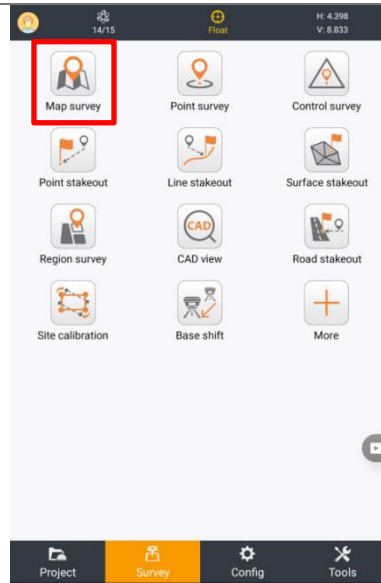 14/15
Float
H: 4.398
V: 8.833
Map survey
Point survey
Control survey
Point stakeout
Line stakeout
Surface stakeout
Region survey
CAD
CAD view
Road stakeout
Site calibration
Base shift
More
Project
Survey
Config
Tools